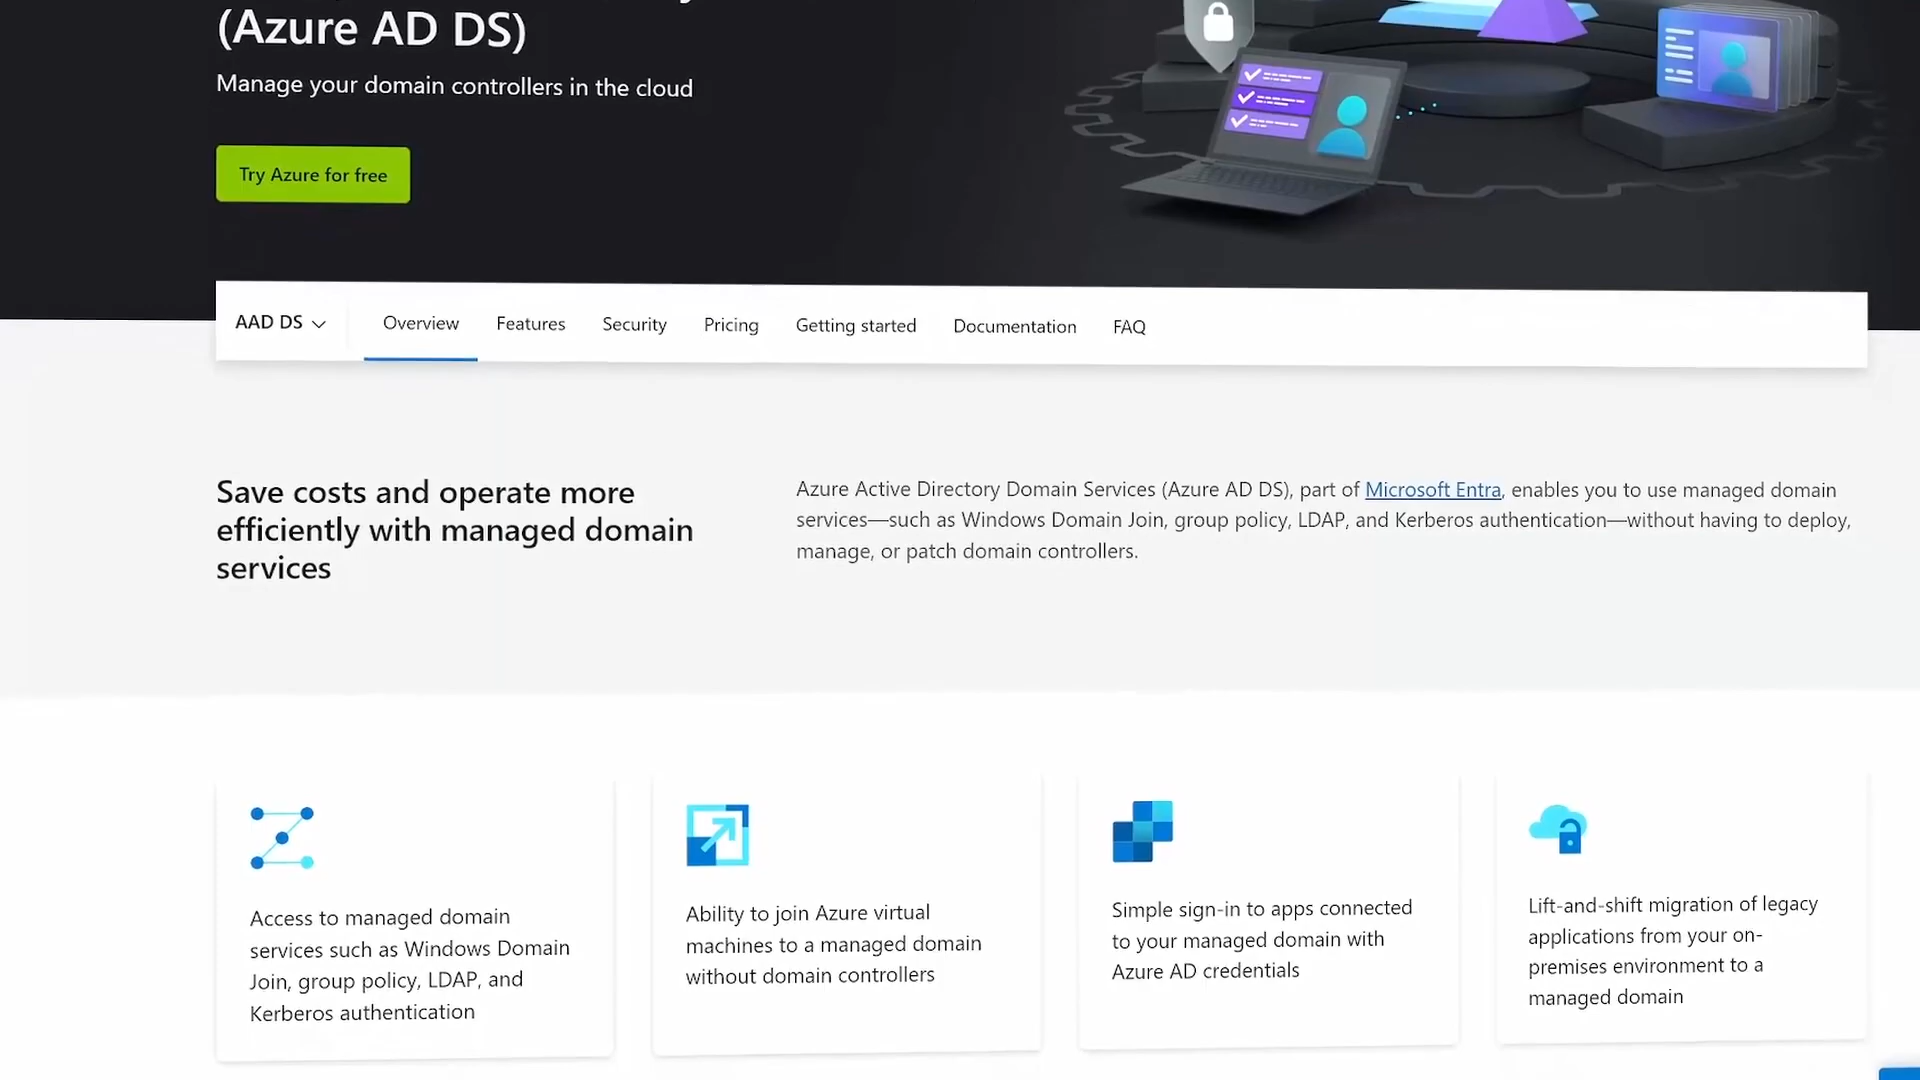 (Azure AD DS)
Manage your domain controllers in the cloud
Try Azure for free
AAD DS
Overview
Features
Security
Pricing
Getting started
Documentation
FAQ
Save costs and operate more
efficiently with managed domain
services
Azure Active Directory Domain Services (Azure AD DS), part of Microsoft Entra, enables you to use managed domain
services—such as Windows Domain Join, group policy, LDAP, and Kerberos authentication—without having to deploy,
manage, or patch domain controllers.
Access to managed domain
services such as Windows Domain
Join, group policy, LDAP, and
Kerberos authentication
Ability to join Azure virtual
machines to a managed domain
without domain controllers
Simple sign-in to apps connected
to your managed domain with
Azure AD credentials
Lift-and-shift migration of legacy
applications from your on-
premises environment to a
managed domain